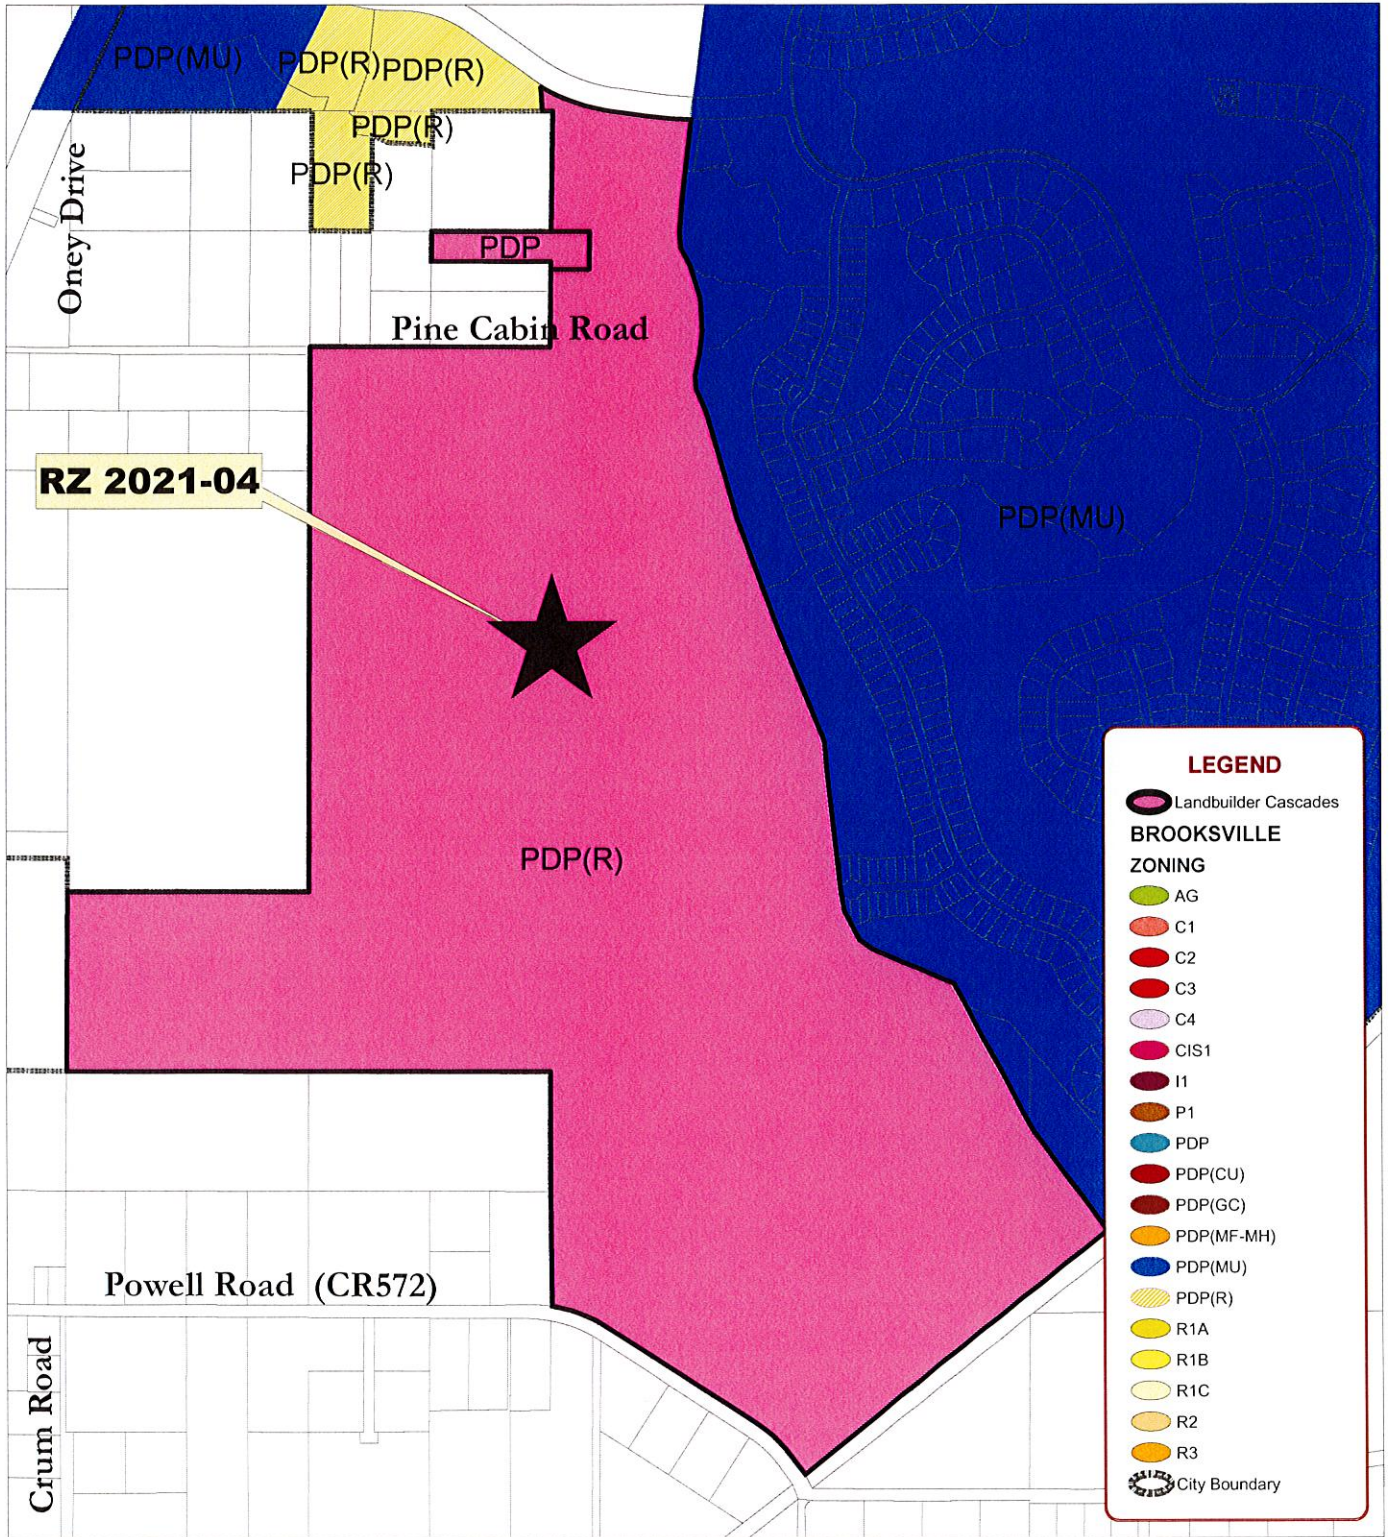 PDP(MU)
PDP(R)
PDP(R)
PDP(R)
PDP(R)
Oney Drive
PDP
Pine Cabin Road
RZ 2021-04
PDP(MU)
PDP(R)
Powell Road (CR572)
Crum Road
LEGEND
Landbuilder Cascades
BROOKSVILLE
ZONING
AG
C1
C2
C3
C4
CIS1
I1
P1
PDP
PDP(CU)
PDP(GC)
PDP(MF-MH)
PDP(MU)
PDP(R)
R1A
R1B
R1C
R2
R3
City Boundary